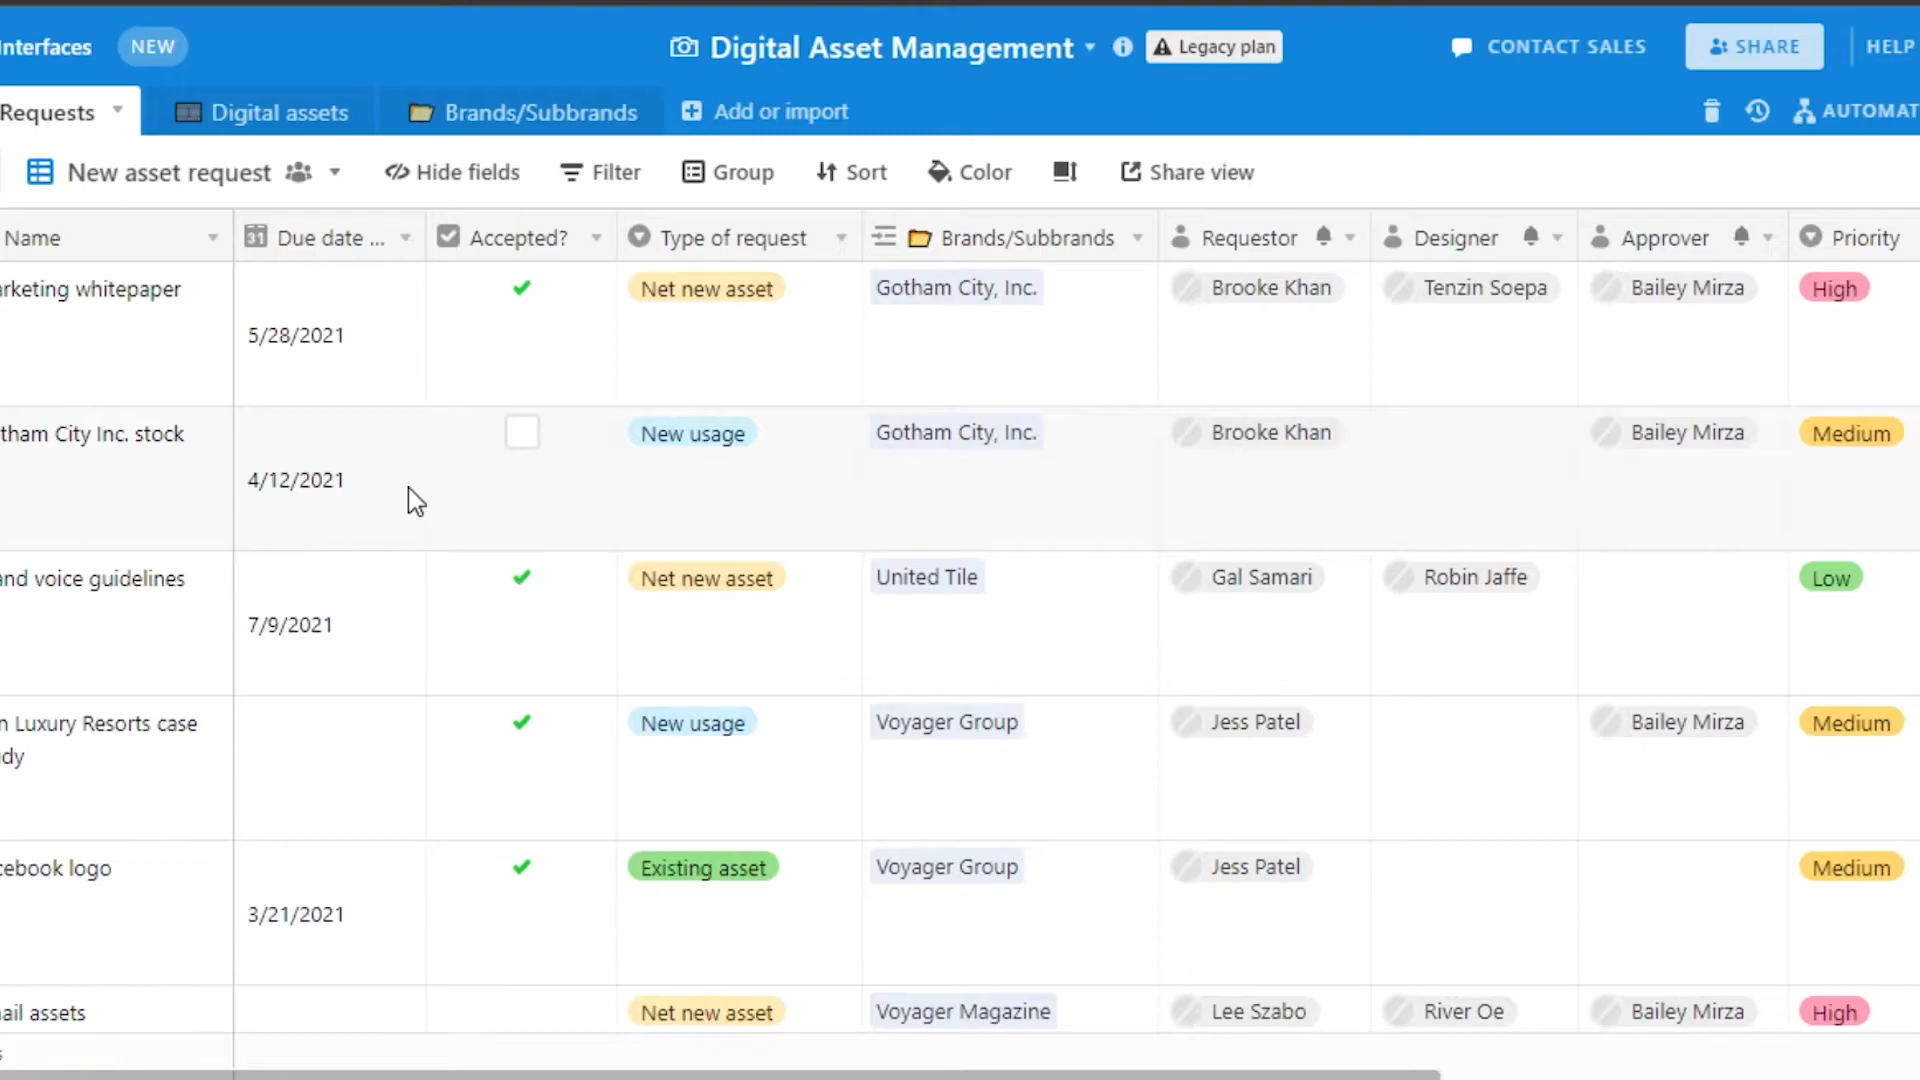 Interfaces NEW Digital Asset Management Legacy plan CONTACT SALES SHARE HELP
Requests Digital assets Brands/Subbrands Add or import AUTOMAT
New asset request Hide fields Filter Group Sort Color Share view
Name 31 Due date ... Accepted? Type of request Brands/Subbrands Requestor Designer Approver Priority
arketing whitepaper 5/28/2021 Net new asset Gotham City, Inc. Brooke Khan Tenzin Soepa Bailey Mirza High
tham City Inc. stock 4/12/2021 New usage Gotham City, Inc. Brooke Khan Bailey Mirza Medium
and voice guidelines 7/9/2021 Net new asset United Tile Gal Samari Robin Jaffe Low
n Luxury Resorts case New usage Voyager Group Jess Patel Bailey Mirza Medium
dy
cebook logo 3/21/2021 Existing asset Voyager Group Jess Patel Medium
ail assets Net new asset Voyager Magazine Lee Szabo River Oe Bailey Mirza High